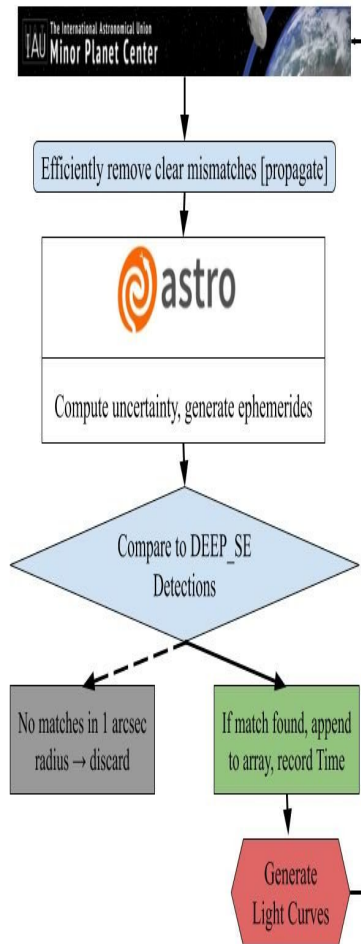 IAU The International Astronomical Union
Minor Planet Center
Efficiently remove clear mismatches [propagate]
astro
Compute uncertainty, generate ephemerides
Compare to DEEP_SE
Detections
No matches in 1 arcsec
radius → discard
If match found, append
to array, record Time
Generate
Light Curves